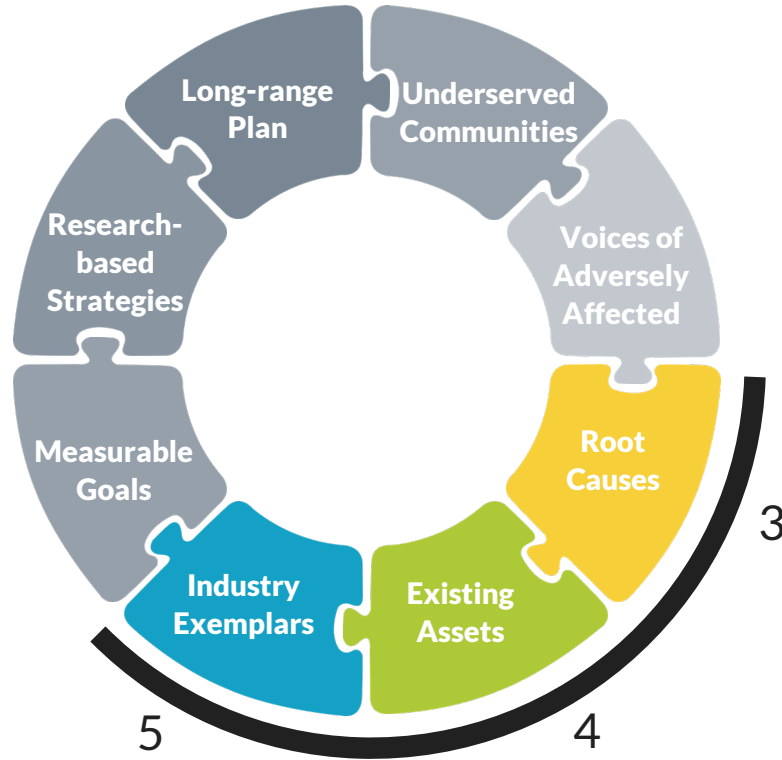 Long-range
Plan
Underserved
Communities
Voices of
Adversely
Affected
Root
Causes
3
Existing
Assets
4
Industry
Exemplars
5
Measurable
Goals
Research-
based
Strategies